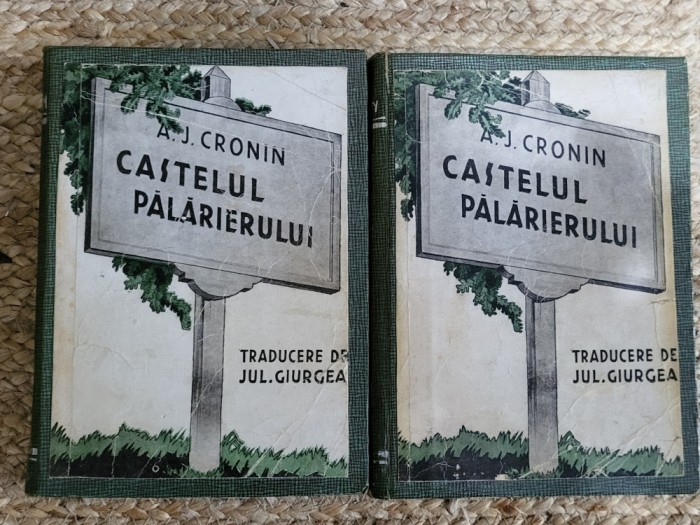 A. J. CRONIN
CASTELUL
PĂLĂRIERULUI
TRADUCERE DE
JUL. GIURGEA
A. J. CRONIN
CASTELUL
PĂLĂRIERULUI
TRADUCERE DE
JUL. GIURGEA